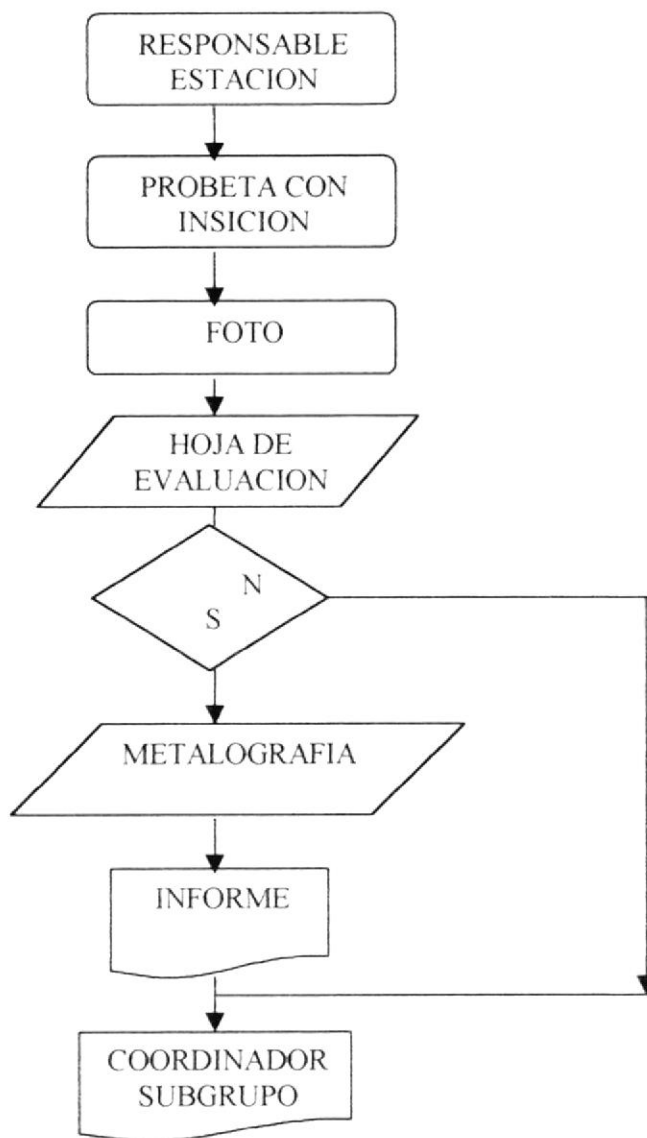 RESPONSABLE
ESTACION
PROBETA CON
INSICION
FOTO
HOJA DE
EVALUACION
N
S
METALOGRAFIA
INFORME
COORDINADOR
SUBGRUPO